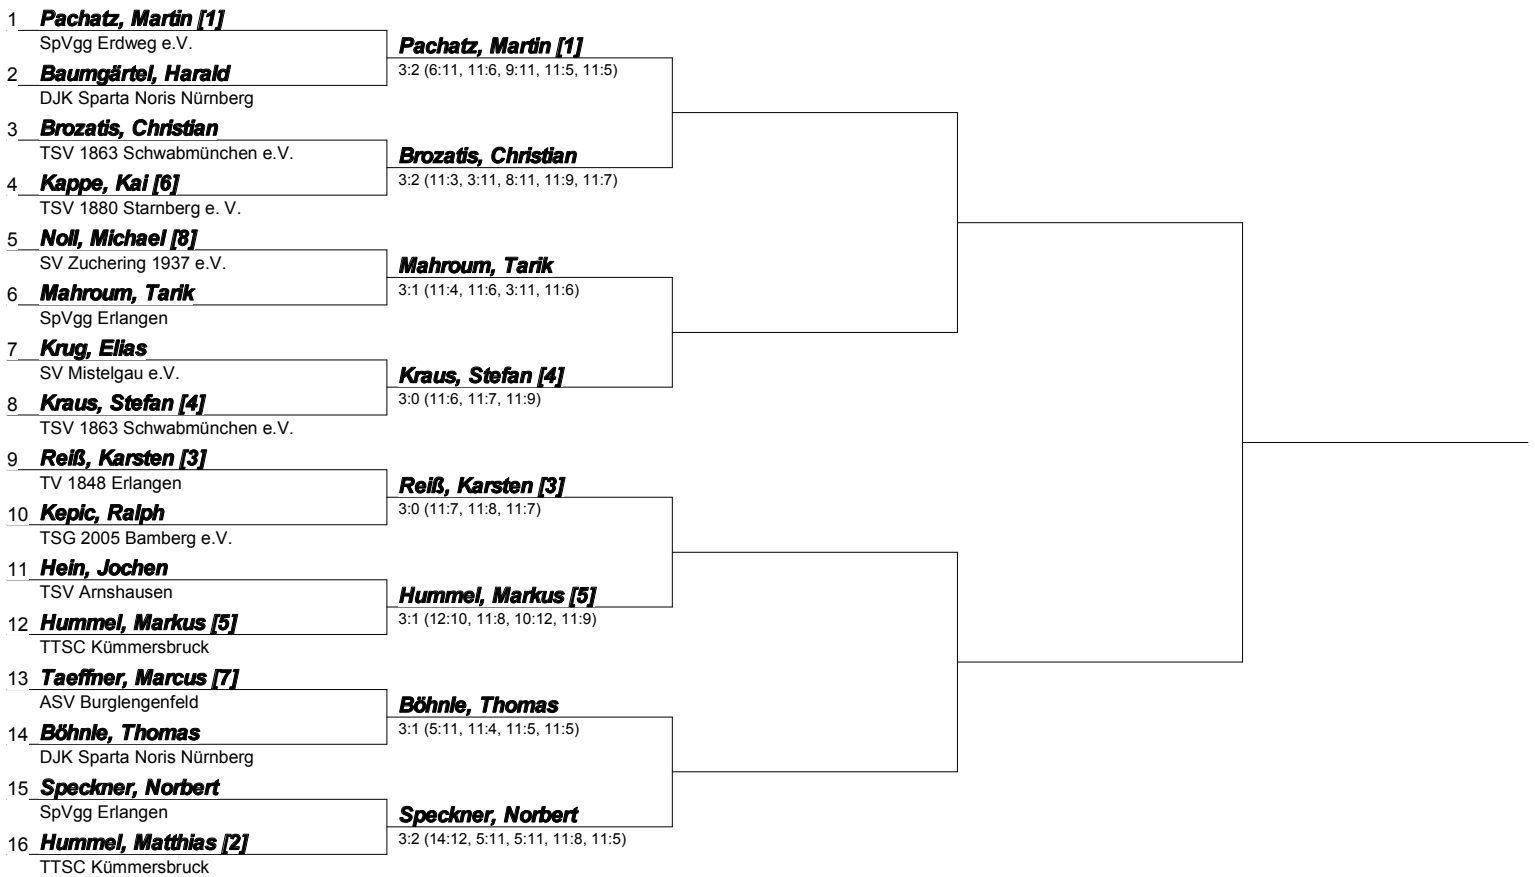 1 Pachatz, Martin [1]
SpVgg Erdweg e.V.
Pachatz, Martin [1]
3:2 (6:11, 11:6, 9:11, 11:5, 11:5)
2 Baumgärtel, Harald
DJK Sparta Noris Nürnberg
3 Brozatis, Christian
TSV 1863 Schwabmünchen e.V.
Brozatis, Christian
3:2 (11:3, 3:11, 8:11, 11:9, 11:7)
4 Kappe, Kai [6]
TSV 1880 Starnberg e. V.
5 Noll, Michael [8]
SV Zuchering 1937 e.V.
Mahroum, Tarik
3:1 (11:4, 11:6, 3:11, 11:6)
6 Mahroum, Tarik
SpVgg Erlangen
7 Krug, Elias
SV Mistelgau e.V.
Kraus, Stefan [4]
3:0 (11:6, 11:7, 11:9)
8 Kraus, Stefan [4]
TSV 1863 Schwabmünchen e.V.
9 Reiß, Karsten [3]
TV 1848 Erlangen
Reiß, Karsten [3]
3:0 (11:7, 11:8, 11:7)
10 Kepic, Ralph
TSG 2005 Bamberg e.V.
11 Hein, Jochen
TSV Arnshausen
Hummel, Markus [5]
3:1 (12:10, 11:8, 10:12, 11:9)
12 Hummel, Markus [5]
TTSC Kümmersbruck
13 Taeffner, Marcus [7]
ASV Burglengenfeld
Böhnle, Thomas
3:1 (5:11, 11:4, 11:5, 11:5)
14 Böhnle, Thomas
DJK Sparta Noris Nürnberg
15 Speckner, Norbert
SpVgg Erlangen
Speckner, Norbert
3:2 (14:12, 5:11, 5:11, 11:8, 11:5)
16 Hummel, Matthias [2]
TTSC Kümmersbruck